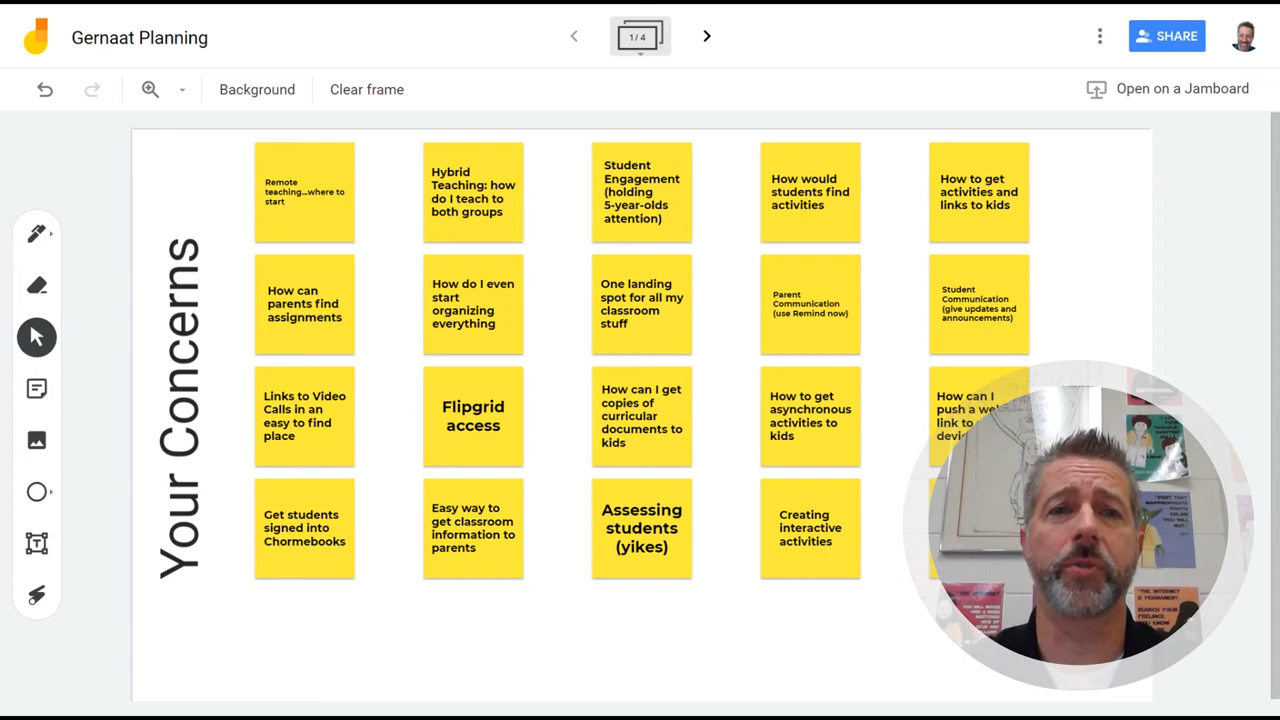 Gernaat Planning
1/4
SHARE
Background
Clear frame
Open on a Jamboard
Your Concerns
Remote
teaching...where to
start
Hybrid
Teaching: how
do I teach to
both groups
Student
Engagement
(holding
5-year-olds
attention)
How would
students find
activities
How to get
activities and
links to kids
How can
parents find
assignments
How do I even
start
organizing
everything
One landing
spot for all my
classroom
stuff
Parent
Communication
(use Remind now)
Student
Communication
(give updates and
announcements)
Links to Video
Calls in an
easy to find
place
Flipgrid
access
How can I get
copies of
curricular
documents to
kids
How to get
asynchronous
activities to
kids
How can I
push a
link to
Get students
signed into
Chormebooks
Easy way to
get classroom
information to
parents
Assessing
students
(yikes)
Creating
interactive
activities